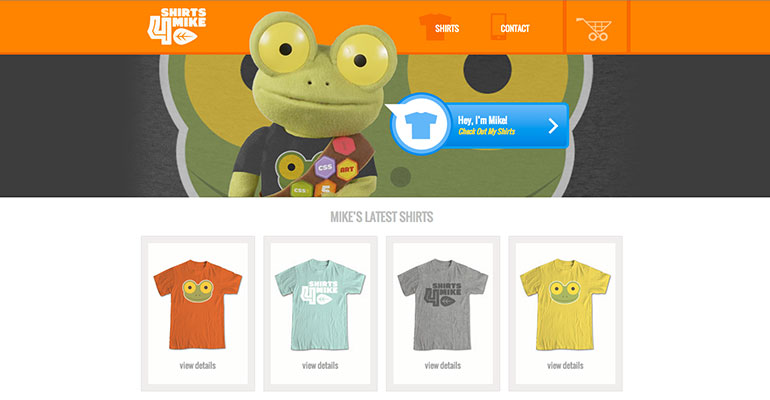 SHIRTS
4 MIKE
SHIRTS
CONTACT
Hey, I'm Mike!
Check Out My Shirts
CSS
ART
CSS
MIKE'S LATEST SHIRTS
SHIRTS
4 MIKE
SHIRTS
4 MIKE
view details
view details
view details
view details